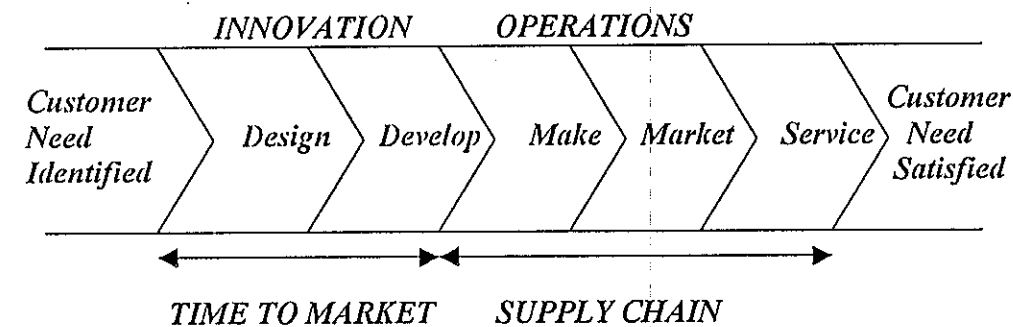 INNOVATION OPERATIONS
Customer
Need
Identified
Design
Develop
Make
Market
Service
Customer
Need
Satisfied
TIME TO MARKET
SUPPLY CHAIN